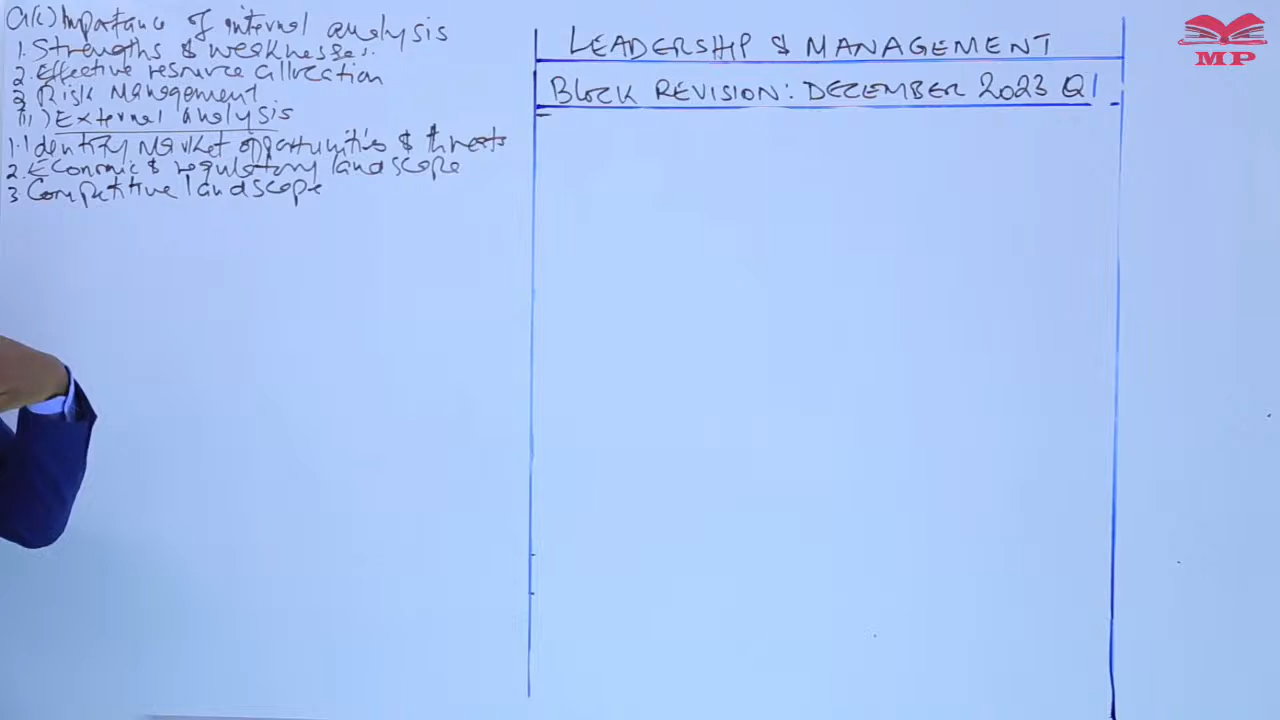 a(i) Importance of internal analysis
1. Strengths & weaknesses.
2. Effective resource allocation
3 Risk Management
(ii) External analysis
1. Identify Market opportunities & threats
2. Economic & regulatory landscape
3 Competitive landscape
LEADERSHIP & MANAGEMENT
BLOCK REVISION: DECEMBER 2023 Q1
MP